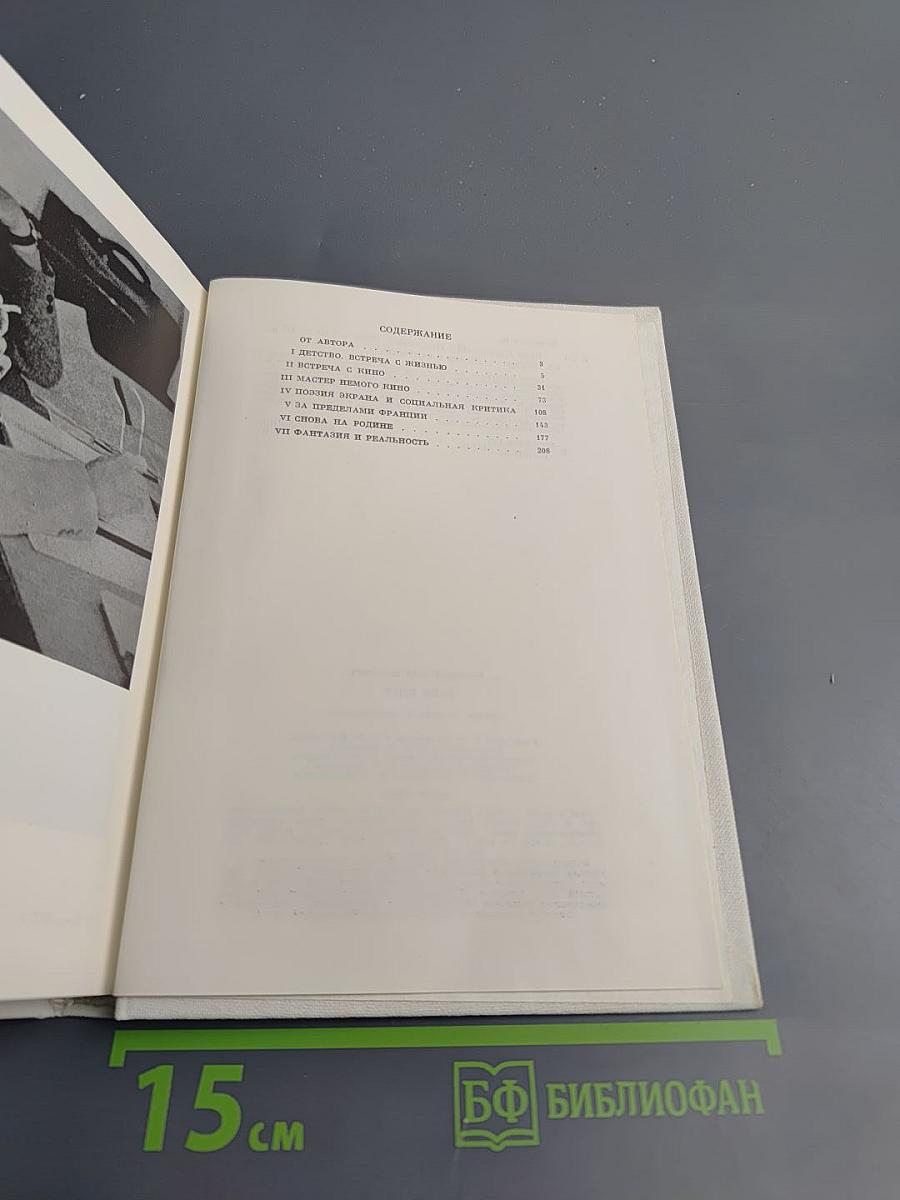 СОДЕРЖАНИЕ
ОТ АВТОРА . . . . . . . . . . . . . . . . . 3
I ДЕТСТВО. ВСТРЕЧА С ЖИЗНЬЮ . . . . . . . 5
II ВСТРЕЧА С КИНО . . . . . . . . . . . . . 31
III МАСТЕР НЕМОГО КИНО . . . . . . . . . . . 73
IV ПОЭЗИЯ ЭКРАНА И СОЦИАЛЬНАЯ КРИТИКА 108
V ЗА ПРЕДЕЛАМИ ФРАНЦИИ . . . . . . . . . 143
VI СНОВА НА РОДИНЕ . . . . . . . . . . . . 177
VII ФАНТАЗИЯ И РЕАЛЬНОСТЬ . . . . . . . . . 208
15 см
БФ БИБЛИОФАН